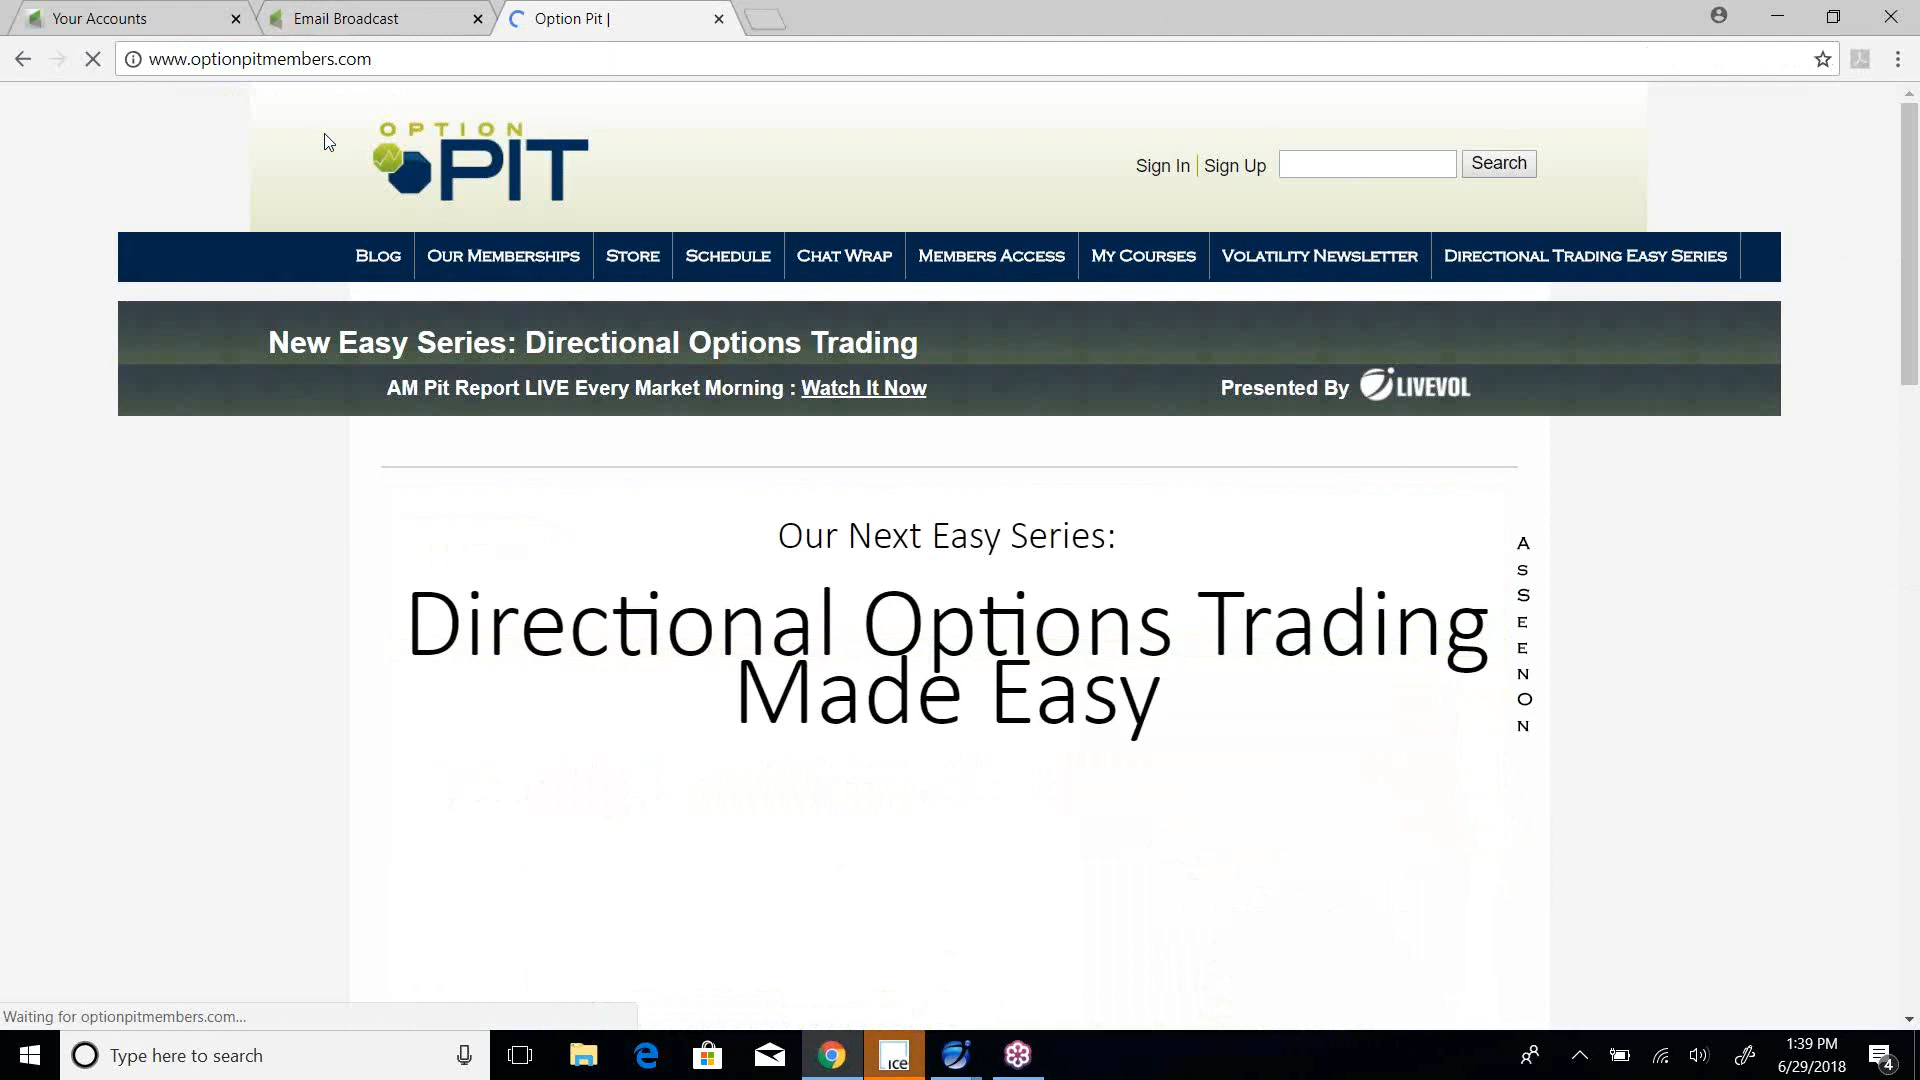 Your Accounts
Email Broadcast
Option Pit |
www.optionpitmembers.com
OPTION
PIT
Sign In
Sign Up
Search
BLOG
OUR MEMBERSHIPS
STORE
SCHEDULE
CHAT WRAP
MEMBERS ACCESS
MY COURSES
VOLATILITY NEWSLETTER
DIRECTIONAL TRADING EASY SERIES
New Easy Series: Directional Options Trading
AM Pit Report LIVE Every Market Morning : Watch It Now
Presented By LIVEVOL
Our Next Easy Series:
Directional Options Trading
Made Easy
A
s
S
E
E
N
O
N
Waiting for optionpitmembers.com...
Type here to search
ice
1:39 PM
6/29/2018
4